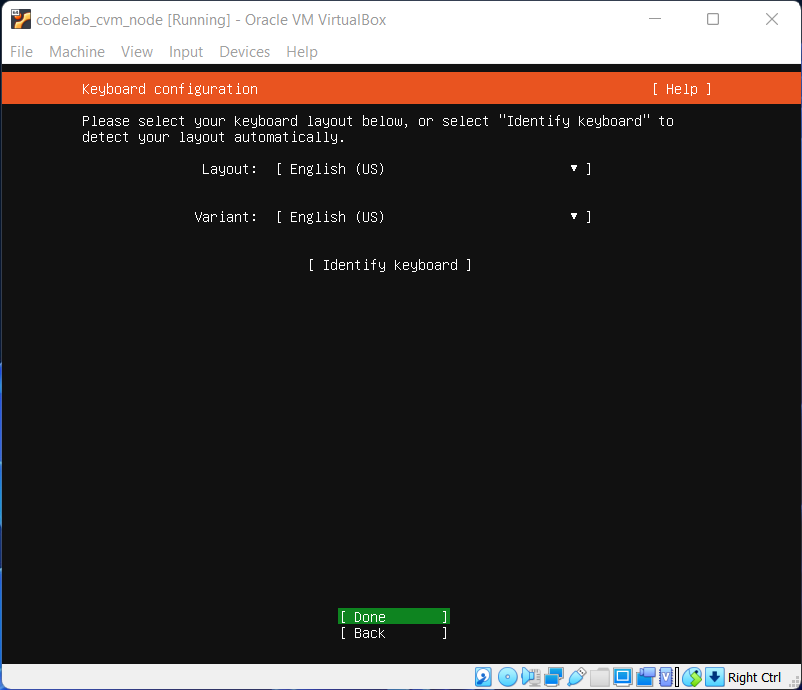 codelab_cvm_node [Running] - Oracle VM VirtualBox
File Machine View Input Devices Help
Keyboard configuration [ Help ]
Please select your keyboard layout below, or select "Identify keyboard" to
detect your layout automatically.
Layout: [ English (US) ▾ ]
Variant: [ English (US) ▾ ]
[ Identify keyboard ]
[ Done ]
[ Back ]
Right Ctrl